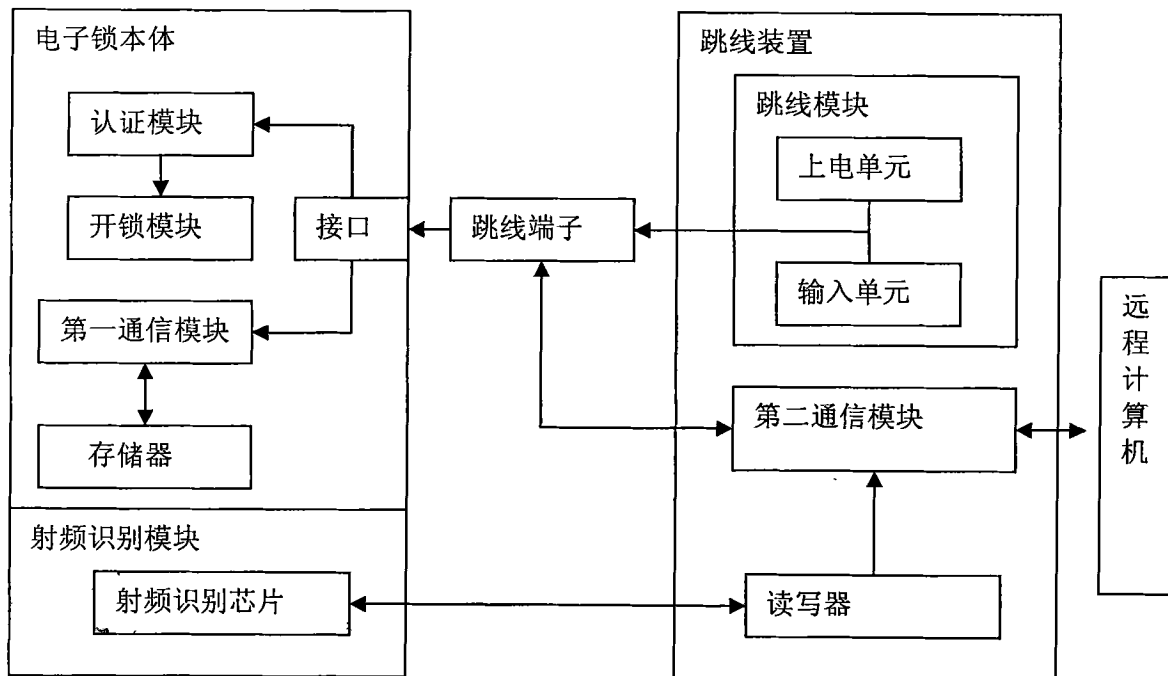 电子锁本体
认证模块
开锁模块
接口
第一通信模块
存储器
射频识别模块
射频识别芯片
跳线端子
跳线装置
跳线模块
上电单元
输入单元
第二通信模块
读写器
远
程
计
算
机